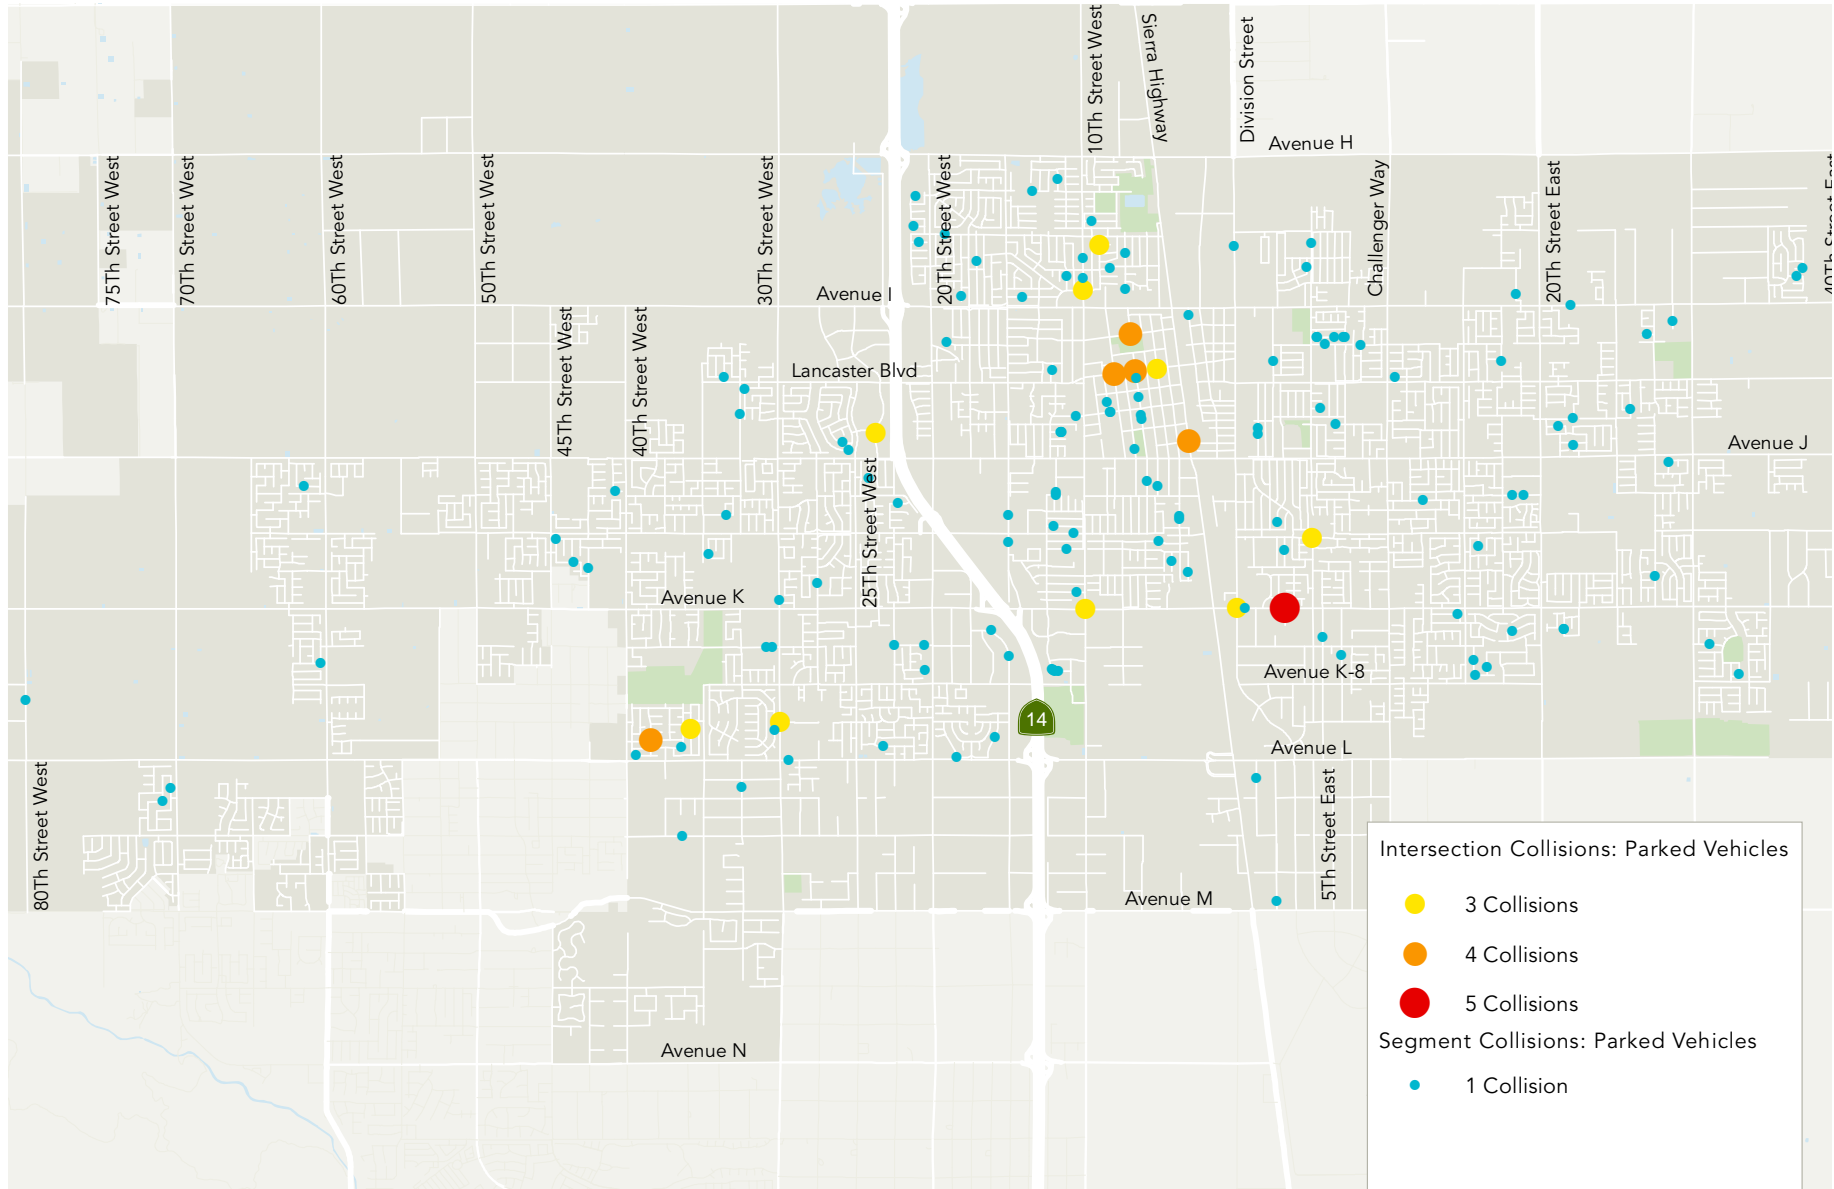 10Th Street West
Sierra Highway
Division Street
Avenue H
75Th Street West
70Th Street West
60Th Street West
50Th Street West
30Th Street West
20Th Street West
Challenger Way
20Th Street East
40Th Street East
Avenue I
45Th Street West
40Th Street West
Lancaster Blvd
Avenue J
25Th Street West
Avenue K
Avenue K-8
14
Avenue L
80Th Street West
5Th Street East
Avenue M
Avenue N
Intersection Collisions: Parked Vehicles
3 Collisions
4 Collisions
5 Collisions
Segment Collisions: Parked Vehicles
1 Collision